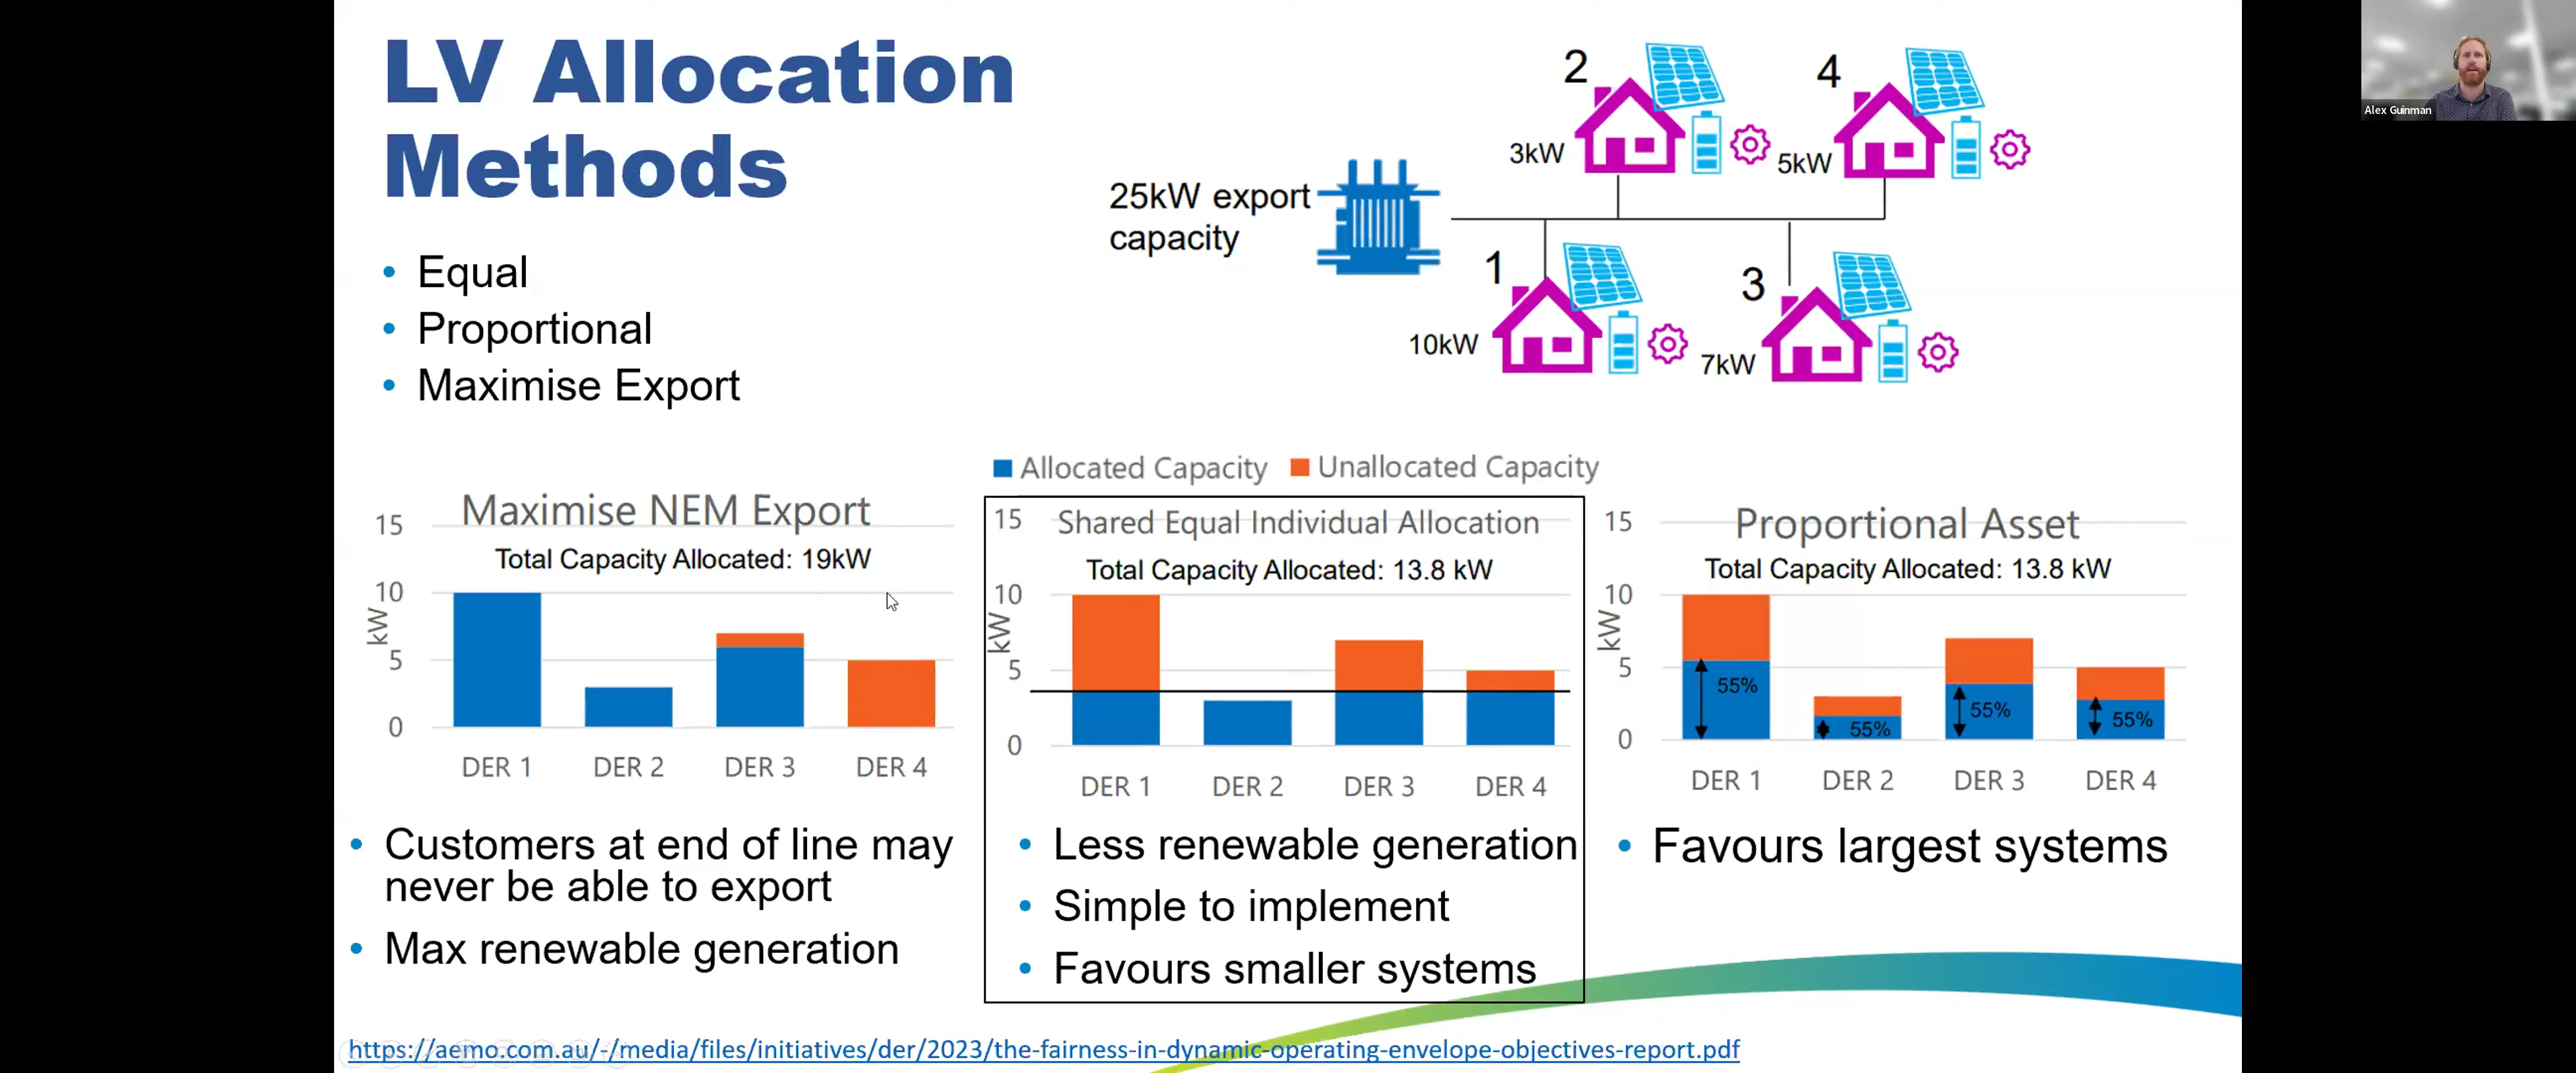 LV Allocation
Methods
• Equal
• Proportional
• Maximise Export
25kW export
capacity
2
3kW
4
5kW
1
10kW
3
7kW
Alex Guinman
Allocated Capacity
Unallocated Capacity
Maximise NEM Export
Total Capacity Allocated: 19kW
15
10
5
0
kW
DER 1
DER 2
DER 3
DER 4
• Customers at end of line may
never be able to export
• Max renewable generation
Shared Equal Individual Allocation
Total Capacity Allocated: 13.8 kW
15
10
5
0
kW
DER 1
DER 2
DER 3
DER 4
• Less renewable generation
• Simple to implement
• Favours smaller systems
Proportional Asset
Total Capacity Allocated: 13.8 kW
15
10
5
0
kW
55%
55%
55%
55%
DER 1
DER 2
DER 3
DER 4
• Favours largest systems
https://aemo.com.au/-/media/files/initiatives/der/2023/the-fairness-in-dynamic-operating-envelope-objectives-report.pdf